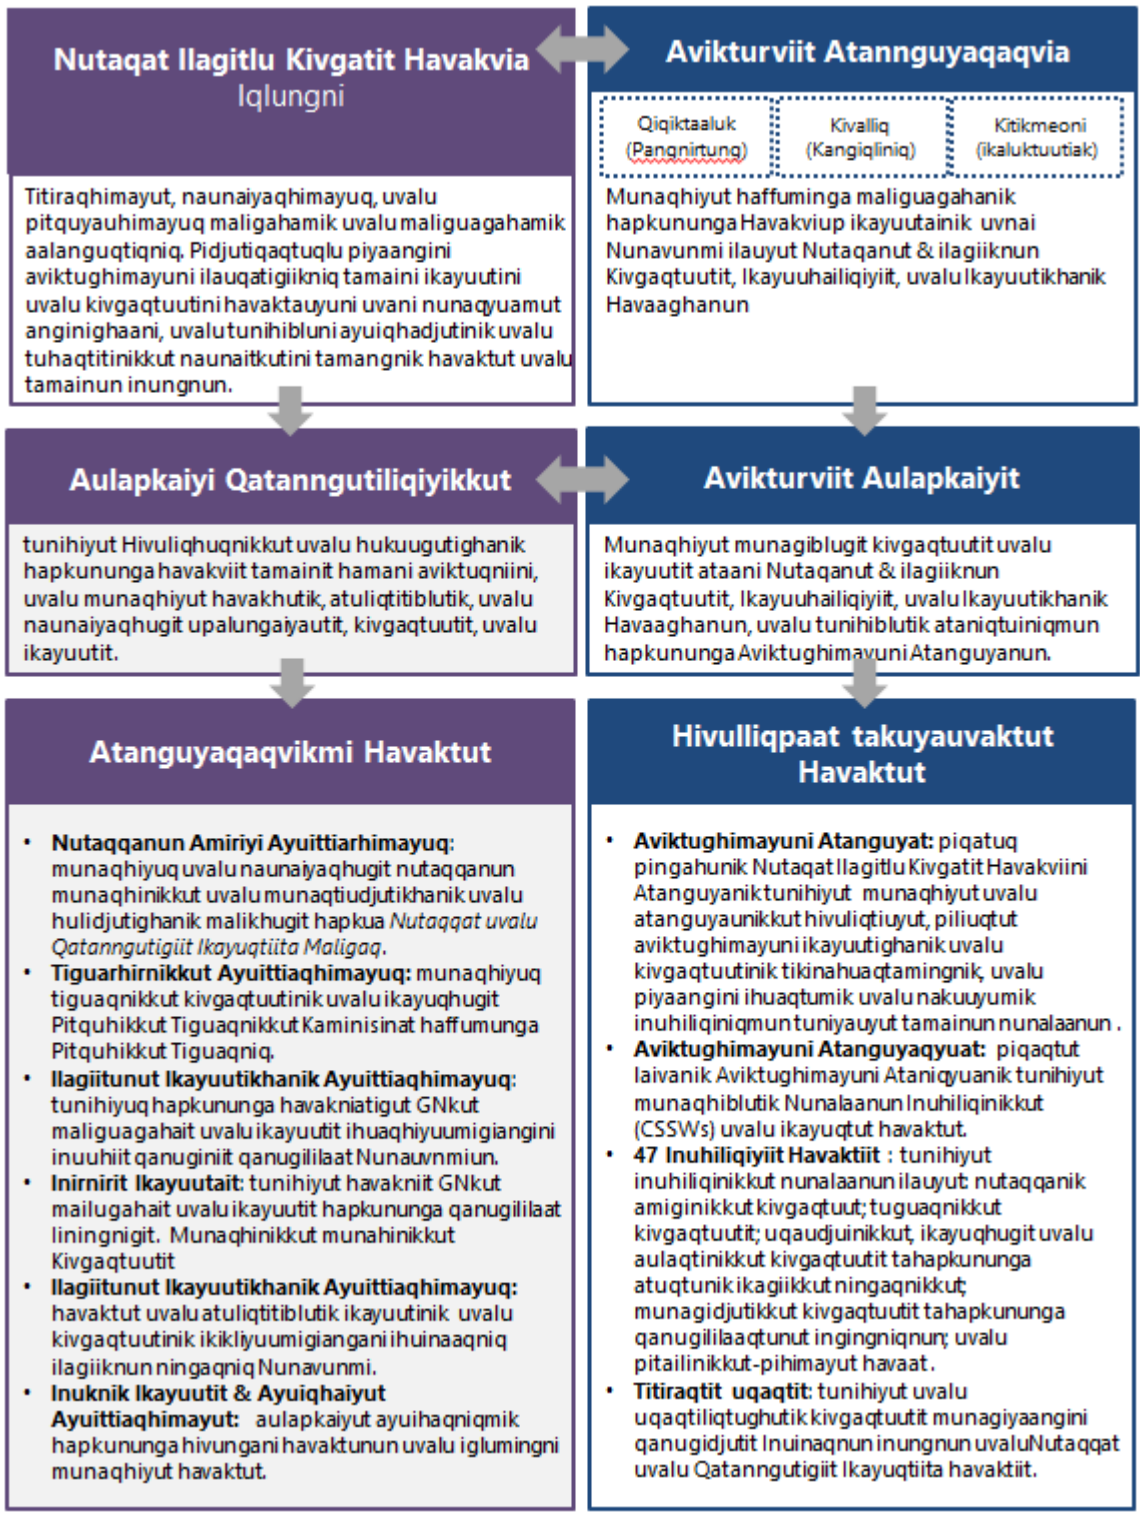 Nutaqat Ilagitlu Kivgatit Havakvia
Iqlungni
Titiraqhimayut, naunaiyaqhimayuq, uvalu
pitquyauhimayuq maligahamik uvalu maliguagahamik
aalanguqtiqniq. Pidjutiqaqtuqlu piyaangini
aviktughimayuni ilauqatigiikniq tamaini ikayuutini
uvalu kivgaqtuutini havaktauyuni uvani nunaqyuamut
anginighaani, uvalu tunihibluni ayuiqhadjutinik uvalu
tuhaqtitinikkut naunaitkutini tamangnik havaktut uvalu
tamainun inungnun.
Avikturviit Atannguyaqaqvia
Qiqiktaaluk
(Pangnirtung)
Kivalliq
(Kangiqliniq)
Kitikmeoni
(ikaluktuutiak)
Munaqhiyut haffuminga maliguagahanik
hapkununga Havakviup ikayuutainik uvnai
Nunavunmi ilauyut Nutaqanut & ilagiiknun
Kivgaqtuutit, Ikayuuhailiqiyiit, uvalu Ikayuutikhanik
Havaaghanun
Aulapkaiyi Qatanngutiliqiyikkut
tunihiyut Hivuliqhuqnikkut uvalu hukuugutighanik
hapkununga havakviit tamainit hamani aviktuqniini,
uvalu munaqhiyut havakhutik, atuliqtitiblutik, uvalu
naunaiyaqhugit upalungaiyautit, kivgaqtuutit, uvalu
ikayuutit.
Avikturviit Aulapkaiyit
Munaqhiyut munagiblugit kivgaqtuutit uvalu
ikayuutit ataani Nutaqanut & ilagiiknun
Kivgaqtuutit, Ikayuuhailiqiyiit, uvalu Ikayuutikhanik
Havaaghanun, uvalu tunihiblutik ataniqtuiniqmun
hapkununga Aviktughimayuni Atanguyanun.
Atanguyaqaqvikmi Havaktut
• Nutaqqanun Amiriyi Ayuittiarhimayuq:
munaqhiyuq uvalu naunaiyaqhugit nutaqqanun
munaqhinikkut uvalu munaqtiudjutikhanik uvalu
hulidjutighanik malikhugit hapkua Nutaqqat uvalu
Qatanngutigiit Ikayuqtiita Maligaq.
• Tiguarhirnikkut Ayuittiaqhimayuq: munaqhiyuq
tiguaqnikkut kivgaqtuutinik uvalu ikayuqhugit
Pitquhikkut Tiguaqnikkut Kaminisinat haffumunga
Pitquhikkut Tiguaqniq.
• Ilagiitunut Ikayuutikhanik Ayuittiaqhimayuq:
tunihiyuq hapkununga havakniatigut GNkut
maliguagahait uvalu ikayuutit ihuaqhiyuumigiangini
inuuhiit qanuginiit qanugililaat Nunauvnmiun.
• Inirnirit Ikayuutait: tunihiyut havakniit GNkut
mailugahait uvalu ikayuutit hapkununga qanugililaat
liningnigit. Munaqhinikkut munahinikkut
Kivgaqtuutit
• Ilagiitunut Ikayuutikhanik Ayuittiaqhimayuq:
havaktut uvalu atuliqtitiblutik ikayuutinik uvalu
kivgaqtuutinik ikikliyuumigiangani ihuinaaqniq
ilagiiknun ningaqniq Nunavunmi.
• Inuknik Ikayuutit & Ayuiqhaiyut
Ayuittiaqhimayut: aulapkaiyut ayuihaqniqmik
hapkununga hivungani havaktunun uvalu iglumingni
munaqhiyut havaktut.
Hivulliqpaat takuyauvaktut
Havaktut
• Aviktughimayuni Atanguyat: piqatuq
pingahunik Nutaqat Ilagitlu Kivgatit Havakviini
Atanguyanik tunihiyut munaqhiyut uvalu
atanguyaunikkut hivuliqtiuyut, piliuqtut
aviktughimayuni ikayuutighanik uvalu
kivgaqtuutinik tikinahuaqtamingnik, uvalu
piyaangini ihuaqtumik uvalu nakuuyumik
inuhiliqiniqmun tuniyauyut tamainun nunalaanun .
• Aviktughimayuni Atanguyaqyuat: piqaqtut
laivanik Aviktughimayuni Ataniqyuanik tunihiyut
munaqhiblutik Nunalaanun Inuhiliqinikkut
(CSSWs) uvalu ikayuqtut havaktut.
• 47 Inuhiliqiyiit Havaktiit : tunihiyut
inuhiliqinikkut nunalaanun ilauyut: nutaqqanik
amiginikkut kivgaqtuut; tuguaqnikkut
kivgaqtuutit; uqaudjuinikkut, ikayuqhugit uvalu
aulaqtinikkut kivgaqtuutit tahapkununga
atuqtunik ikagiikkut ningaqnikkut;
munagidjutikkut kivgaqtuutit tahapkununga
qanugililaaqtunut ingingniqnun; uvalu
pitailinikkut-pihimayut havaat.
• Titiraqtit uqaqtit: tunihiyut uvalu
uqaqtiliqtughutik kivgaqtuutit munagiyaangini
qanugidjutit Inuinaqnun inungnun uvaluNutaqqat
uvalu Qatanngutigiit Ikayuqtiita havaktiit.